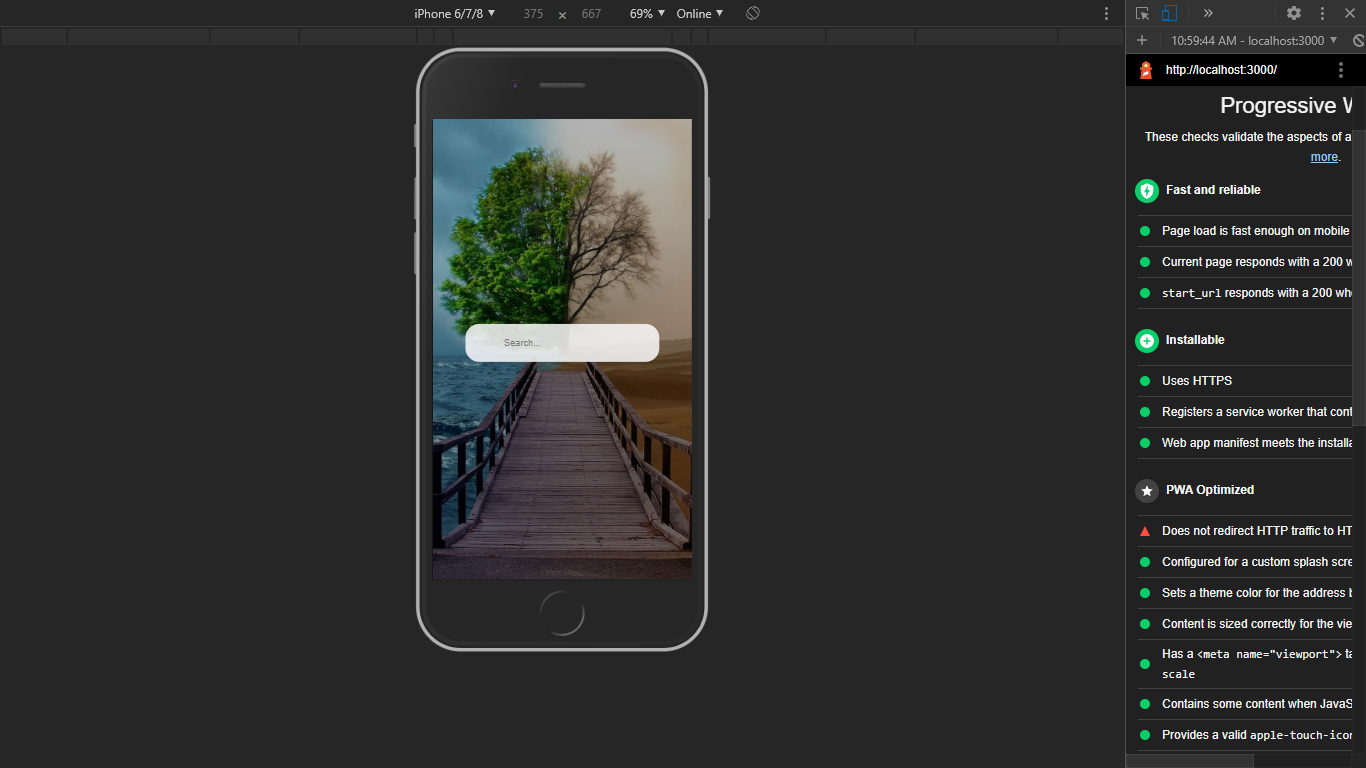 iPhone 6/7/8 ▼ 375 × 667 69% ▼ Online ▼
10:59:44 AM - localhost:3000 ▼
http://localhost:3000/
Progressive W
These checks validate the aspects of a
more.
Fast and reliable
Page load is fast enough on mobile
Current page responds with a 200 w
start_url responds with a 200 whe
Installable
Uses HTTPS
Registers a service worker that cont
Web app manifest meets the installa
PWA Optimized
Does not redirect HTTP traffic to HT
Configured for a custom splash scre
Sets a theme color for the address b
Content is sized correctly for the vie
Has a <meta name="viewport"> ta
scale
Contains some content when JavaS
Provides a valid apple-touch-icon
Search...